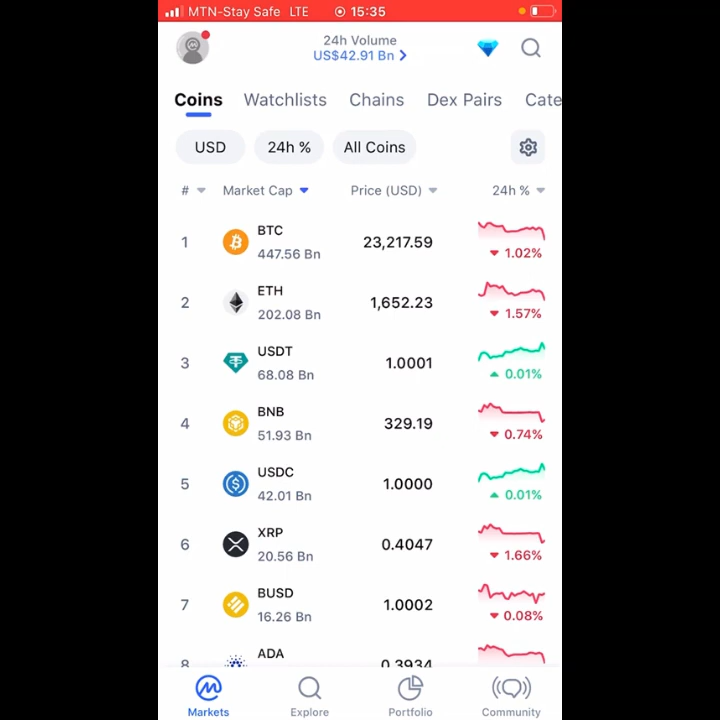 MTN-Stay Safe LTE 15:35
24h Volume
US$42.91 Bn
Coins Watchlists Chains Dex Pairs Cate
USD 24h % All Coins
# Market Cap Price (USD) 24h %
1 BTC 447.56 Bn 23,217.59 1.02%
2 ETH 202.08 Bn 1,652.23 1.57%
3 USDT 68.08 Bn 1.0001 0.01%
4 BNB 51.93 Bn 329.19 0.74%
5 USDC 42.01 Bn 1.0000 0.01%
6 XRP 20.56 Bn 0.4047 1.66%
7 BUSD 16.26 Bn 1.0002 0.08%
8 ADA 0.3934
Markets Explore Portfolio Community